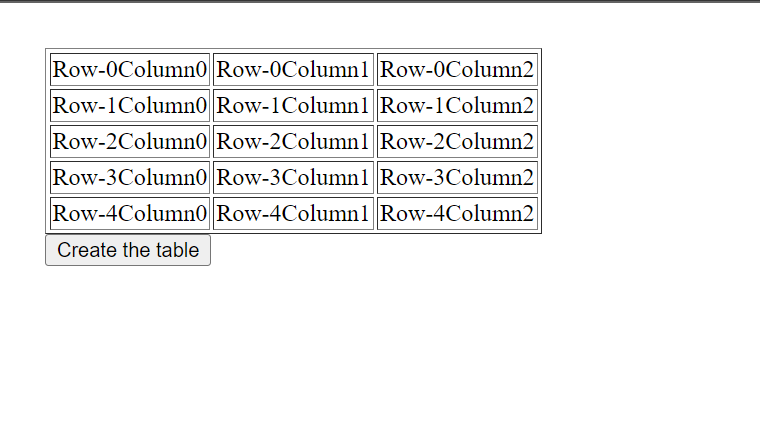 Row-0Column0 Row-0Column1 Row-0Column2
Row-1Column0 Row-1Column1 Row-1Column2
Row-2Column0 Row-2Column1 Row-2Column2
Row-3Column0 Row-3Column1 Row-3Column2
Row-4Column0 Row-4Column1 Row-4Column2
Create the table